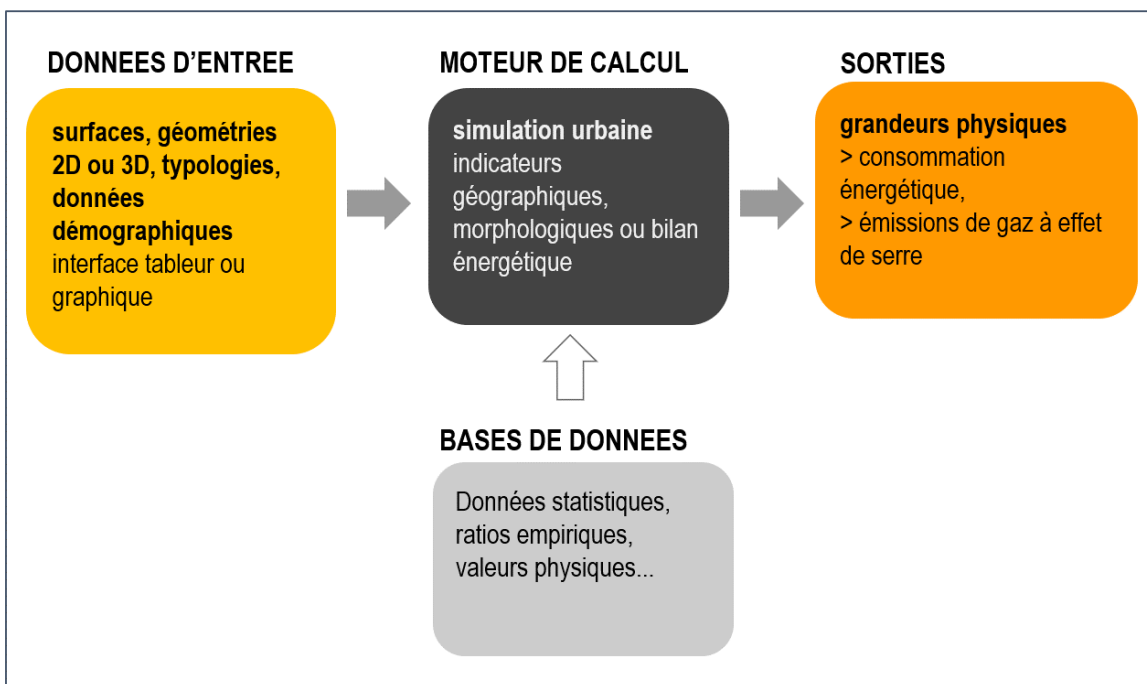 DONNEES D'ENTREE
surfaces, géométries
2D ou 3D, typologies,
données
démographiques
interface tableur ou
graphique
MOTEUR DE CALCUL
simulation urbaine
indicateurs
géographiques,
morphologiques ou bilan
énergétique
SORTIES
grandeurs physiques
> consommation
énergétique,
> émissions de gaz à effet
de serre
BASES DE DONNEES
Données statistiques,
ratios empiriques,
valeurs physiques...